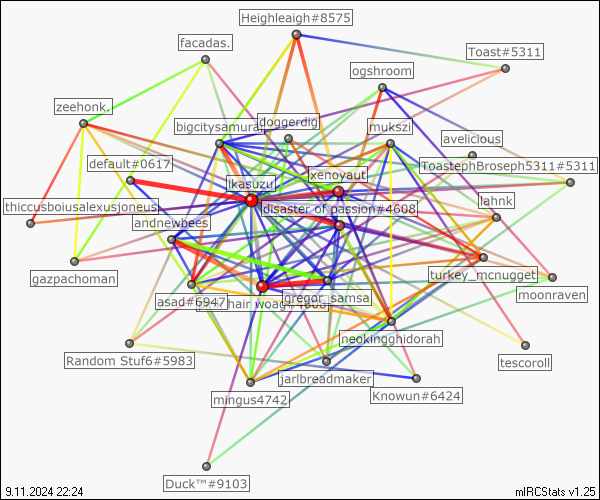 Heighleaigh#8575
facadas.
Toast#5311
ogshroom
zeehonk.
doggerdig
bigcitysamurai
mukszi
avelicious
default#0617
xenoyaut
ToastephBroseph5311#5311
ikasuzu
lahnk
thiccusboiusalexusjoneus
disaster of passion#4608
andnewbees
gazpachoman
turkey_mcnugget
moonraven
asad#6947
hair woag
gregor_samsa
neokingghidorah
Random Stuf6#5983
tescoroll
jarlbreadmaker
mingus4742
Knowun#6424
Duck™#9103
9.11.2024 22:24
mIRCStats v1.25